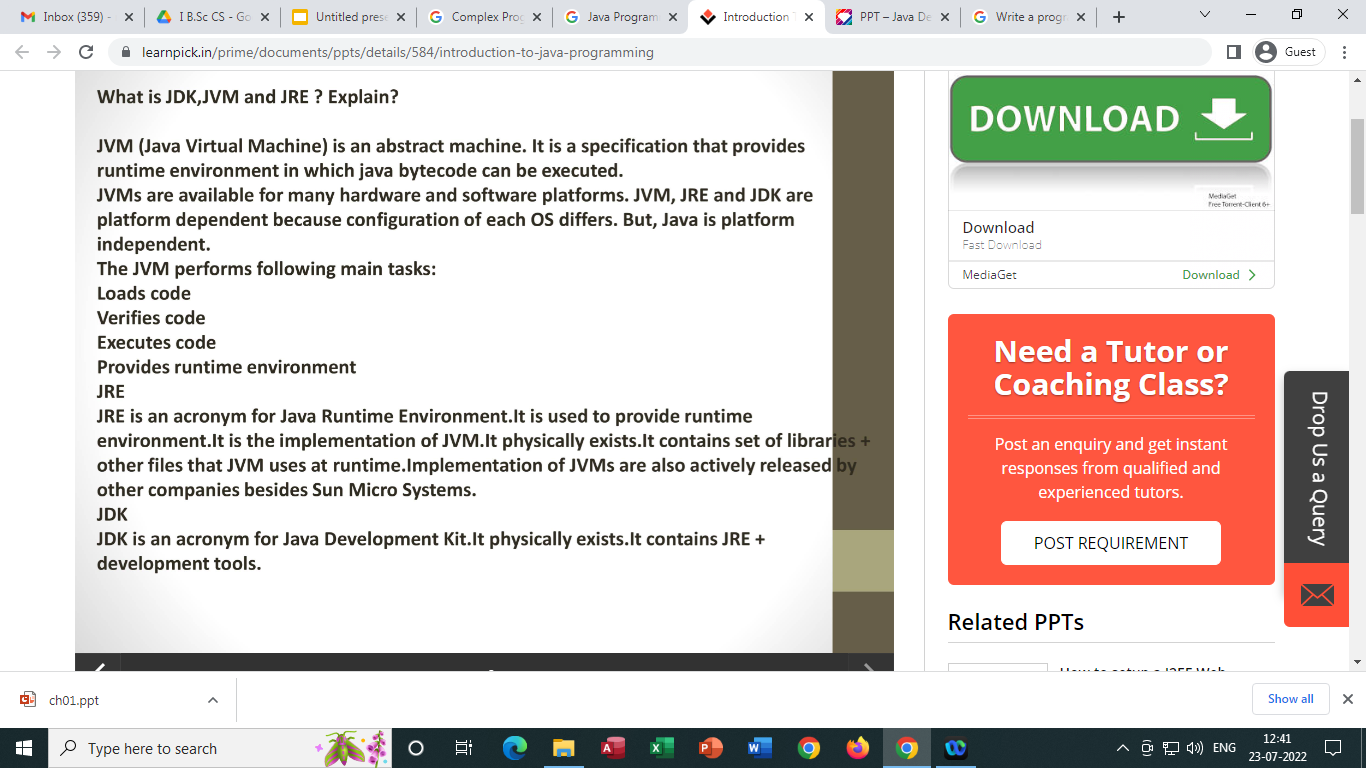 Inbox (359) -
I B.Sc CS - Go
Untitled pres
Complex Prog
Java Program
Introduction T
PPT – Java De
Write a progr
learnpick.in/prime/documents/ppts/details/584/introduction-to-java-programming
Guest
What is JDK,JVM and JRE ? Explain?
JVM (Java Virtual Machine) is an abstract machine. It is a specification that provides
runtime environment in which java bytecode can be executed.
JVMs are available for many hardware and software platforms. JVM, JRE and JDK are
platform dependent because configuration of each OS differs. But, Java is platform
independent.
The JVM performs following main tasks:
Loads code
Verifies code
Executes code
Provides runtime environment
JRE
JRE is an acronym for Java Runtime Environment.It is used to provide runtime
environment.It is the implementation of JVM.It physically exists.It contains set of libraries +
other files that JVM uses at runtime.Implementation of JVMs are also actively released by
other companies besides Sun Micro Systems.
JDK
JDK is an acronym for Java Development Kit.It physically exists.It contains JRE +
development tools.
DOWNLOAD
MediaGet
Free Torrent-Client 6+
Download
Fast Download
MediaGet
Download
Need a Tutor or
Coaching Class?
Post an enquiry and get instant
responses from qualified and
experienced tutors.
POST REQUIREMENT
Drop Us a Query
Related PPTs
How to setup a J2EE Web
ch01.ppt
Show all
Type here to search
ENG
12:41
23-07-2022